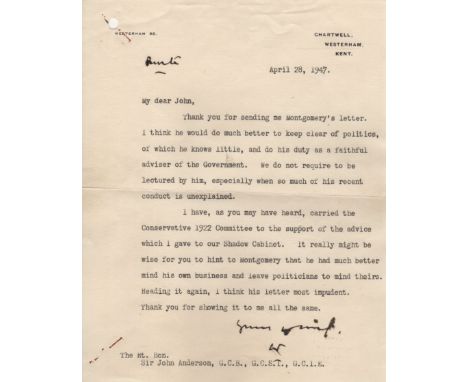 WESTERHAM 93.
CHARTWELL,
WESTERHAM,
KENT.
Private
April 28, 1947.
My dear John,
Thank you for sending me Montgomery's letter.
I think he would do much better to keep clear of politics,
of which he knows little, and do his duty as a faithful
adviser of the Government. We do not require to be
lectured by him, especially when so much of his recent
conduct is unexplained.
I have, as you may have heard, carried the
Conservative 1922 Committee to the support of the advice
which I gave to our Shadow Cabinet. It really might be
wise for you to hint to Montgomery that he had much better
mind his own business and leave politicians to mind theirs.
Reading it again, I think his letter most impudent.
Thank you for showing it to me all the same.
Yours
W
The Rt. Hon.
Sir John Anderson, G.C.B., G.C.S.I., G.C.I.E.